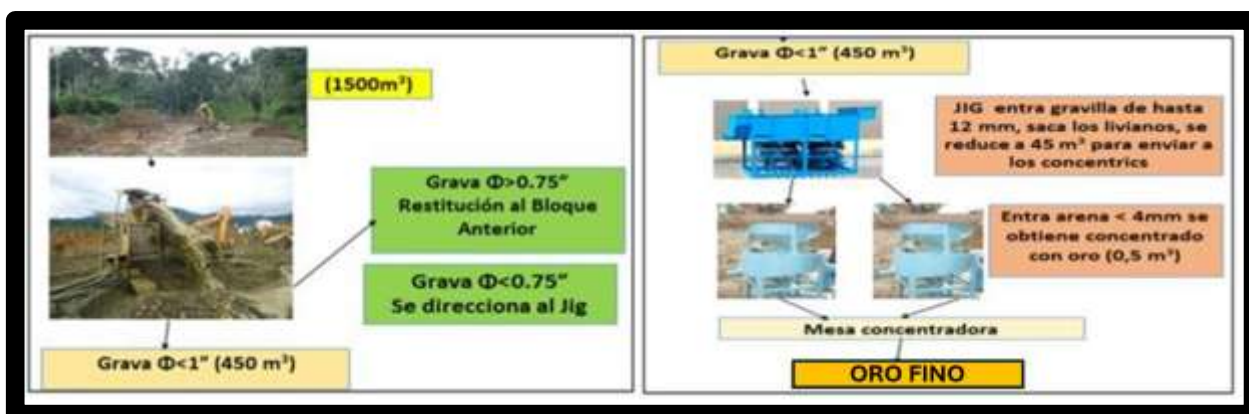 (1500m³)
Grava Φ>0.75”
Restitución al Bloque
Anterior
Grava Φ<0.75”
Se direcciona al Jig
Grava Φ<1” (450 m³)
Grava Φ<1” (450 m³)
JIG entra gravilla de hasta
12 mm, saca los livianos, se
reduce a 45 m³ para enviar a
los concentrics
Entra arena < 4mm se
obtiene concentrado
con oro (0,5 m³)
Mesa concentradora
ORO FINO